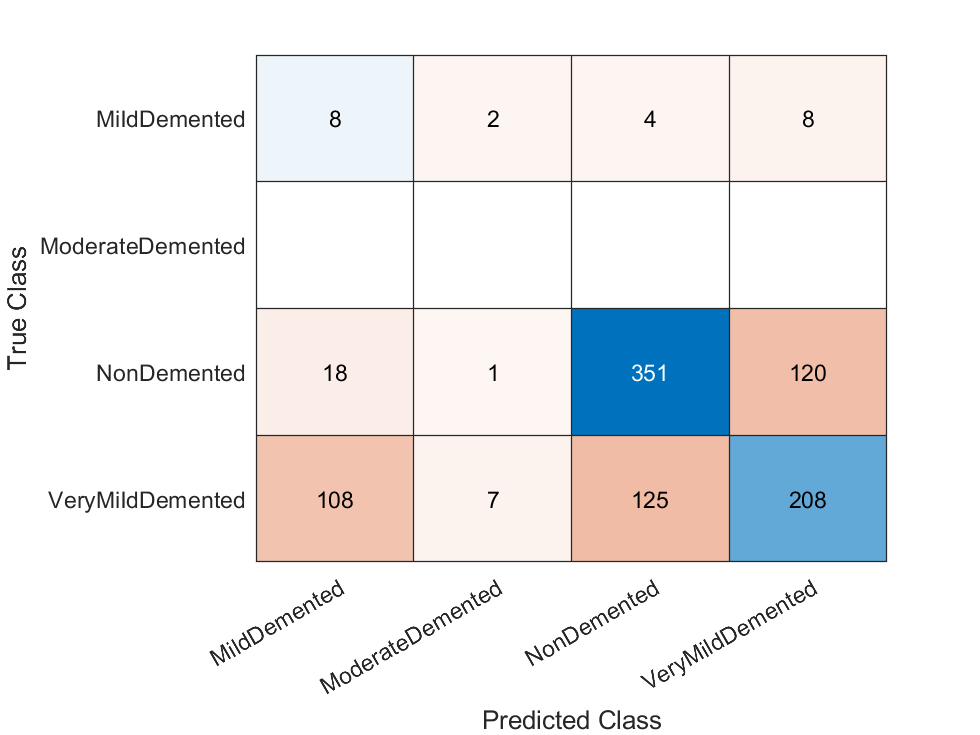 MildDemented 8 2 4 8
ModerateDemented
NonDemented 18 1 351 120
VeryMildDemented 108 7 125 208
True Class
MildDemented ModerateDemented NonDemented VeryMildDemented
Predicted Class